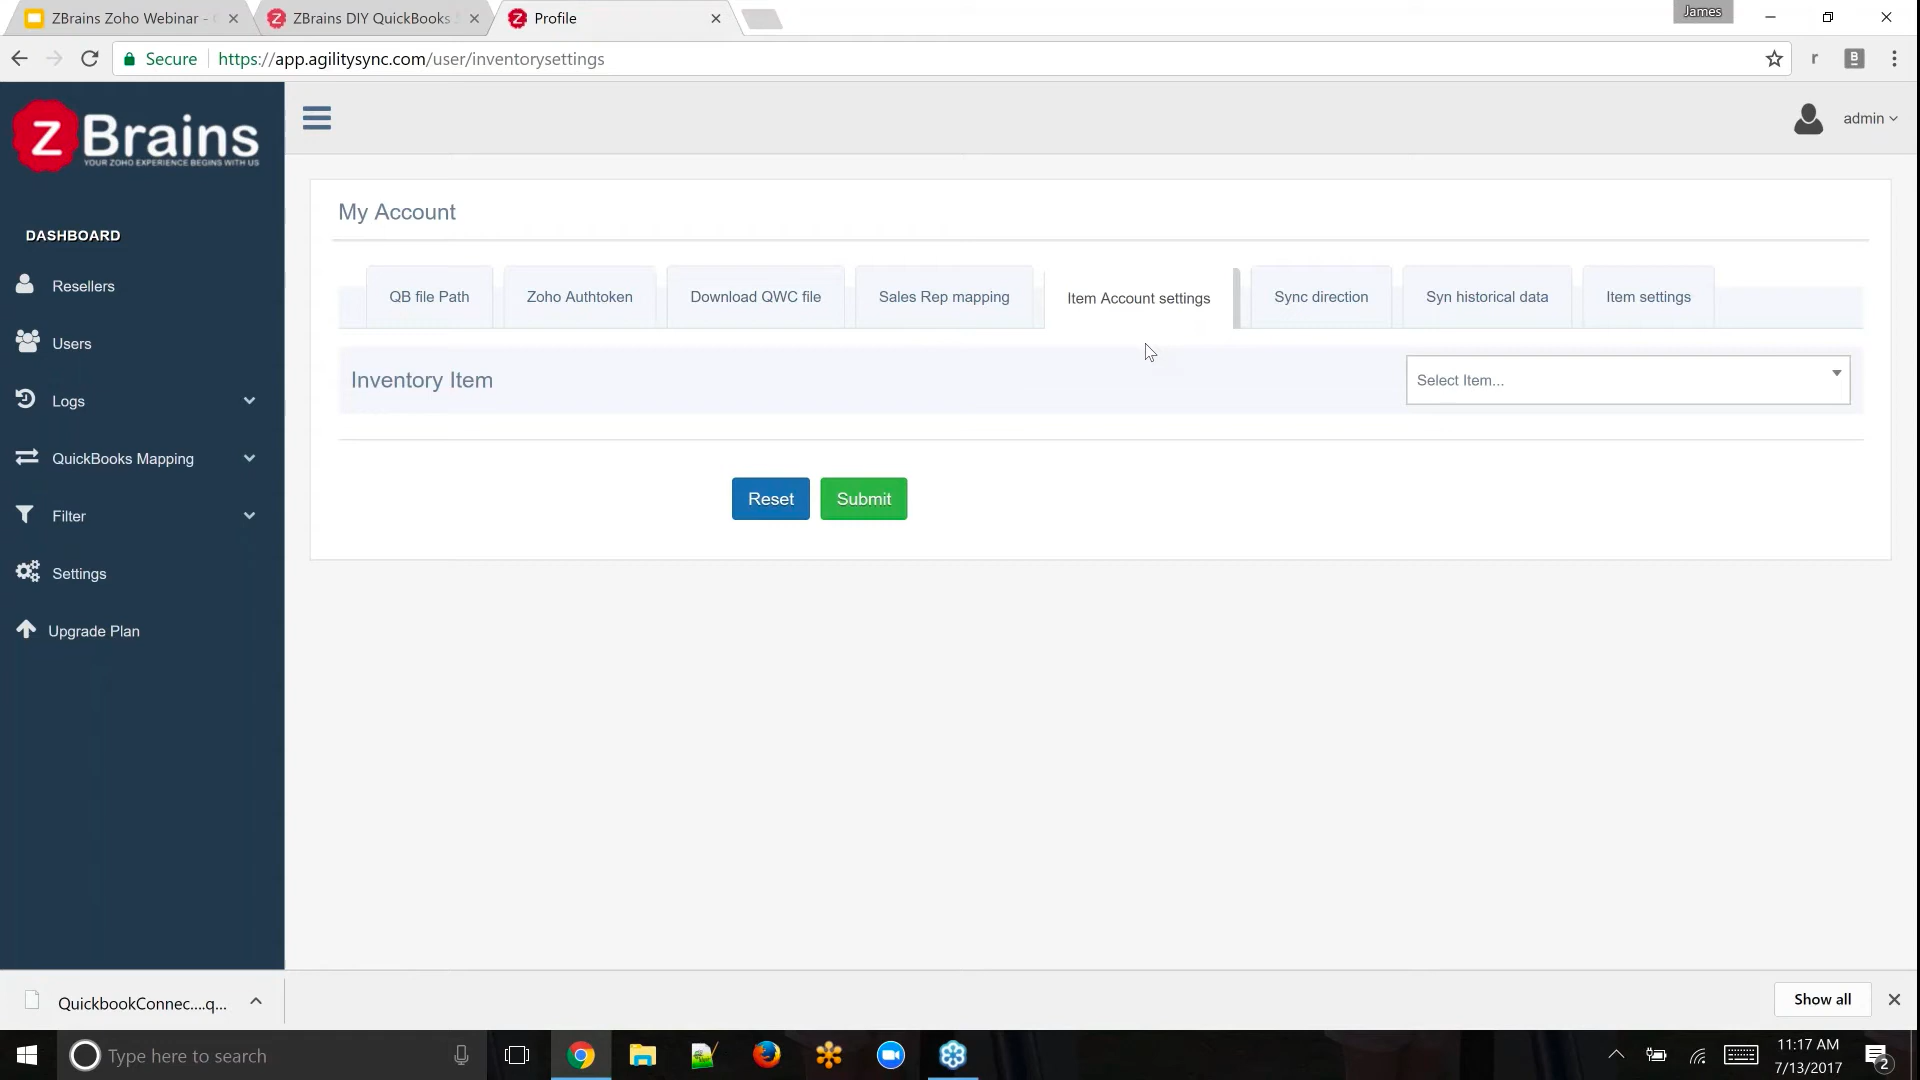 ZBrains Zoho Webinar -
ZBrains DIY QuickBooks
Profile
James
Secure
https://app.agilitysync.com/user/inventorysettings
r
B
Z Brains
YOUR ZOHO EXPERIENCE BEGINS WITH US
admin
DASHBOARD
Resellers
Users
Logs
QuickBooks Mapping
Filter
Settings
Upgrade Plan
My Account
QB file Path
Zoho Authtoken
Download QWC file
Sales Rep mapping
Item Account settings
Sync direction
Syn historical data
Item settings
Inventory Item
Select Item...
Reset
Submit
QuickbookConnec....q...
Show all
Type here to search
11:17 AM
7/13/2017
2